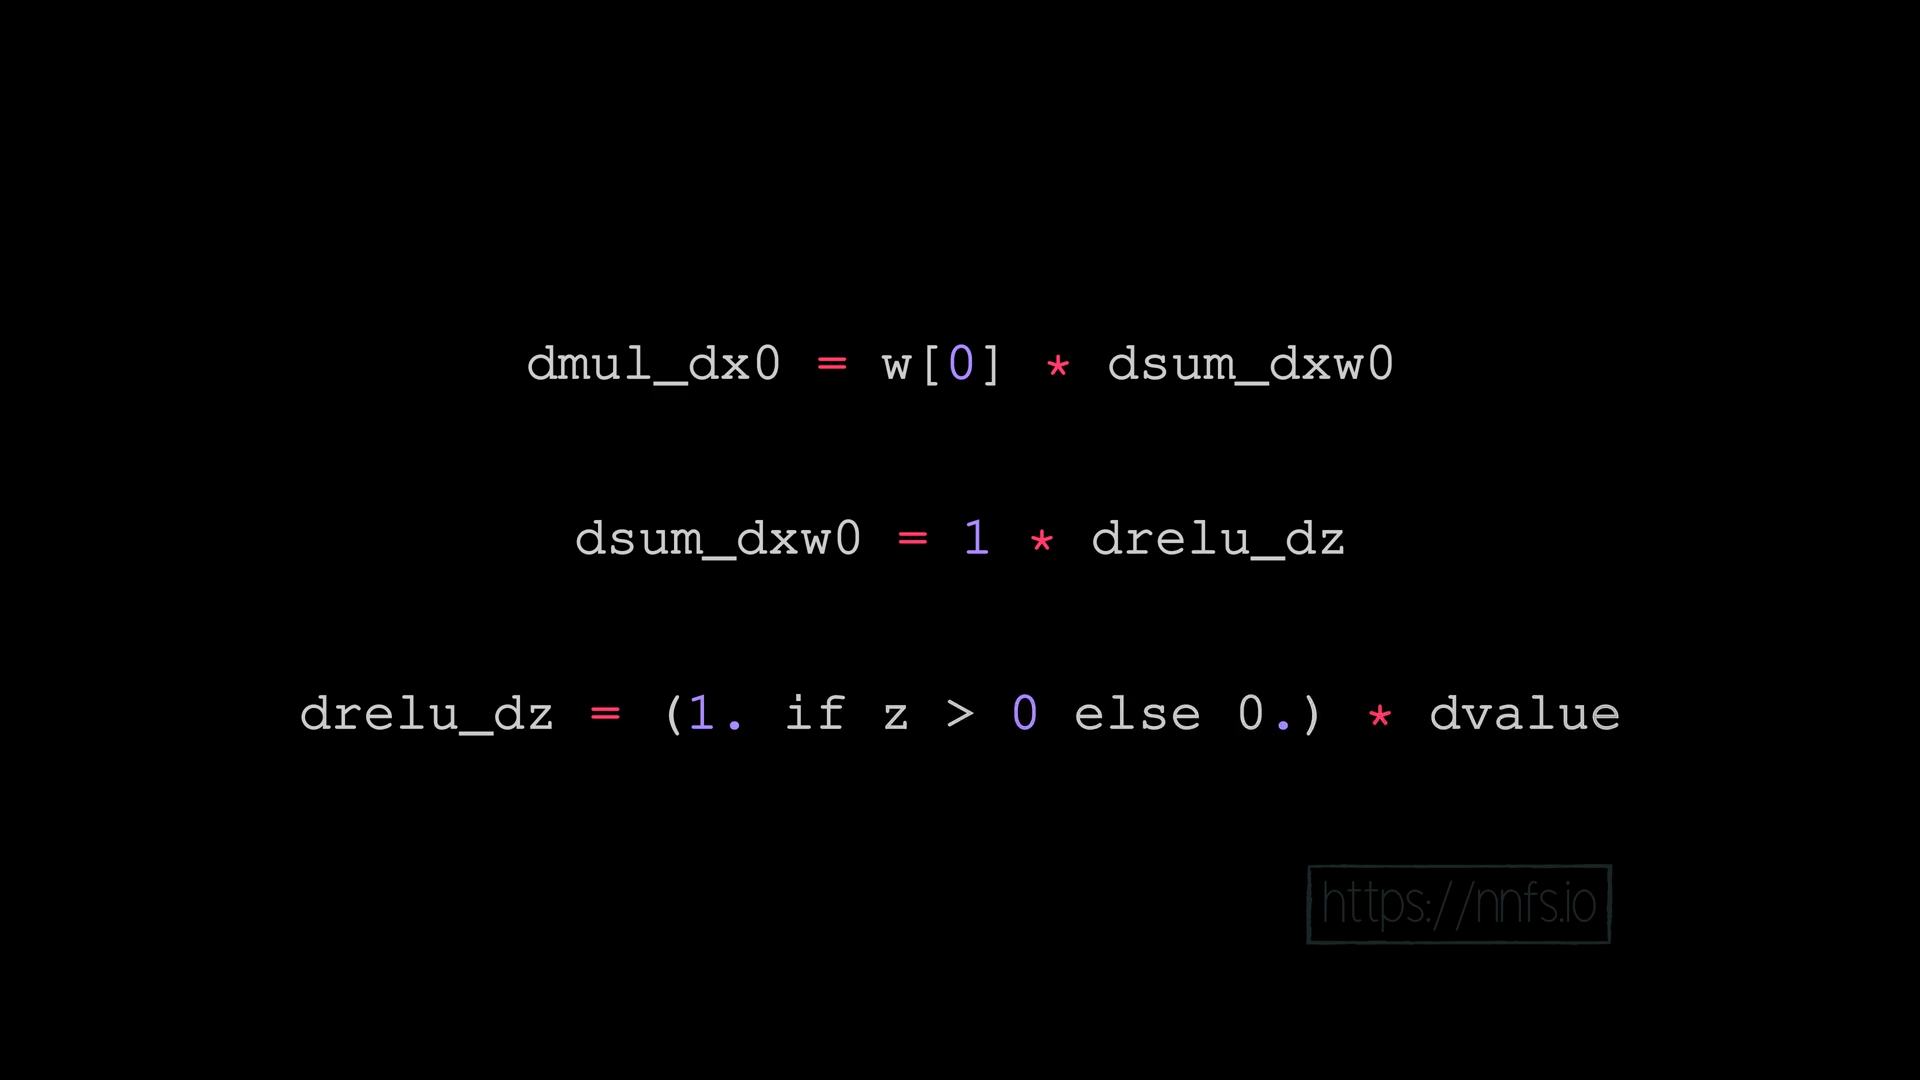 dmul_dx0 = w[0] * dsum_dxw0
dsum_dxw0 = 1 * drelu_dz
drelu_dz = (1. if z > 0 else 0.) * dvalue
https://nnfs.io